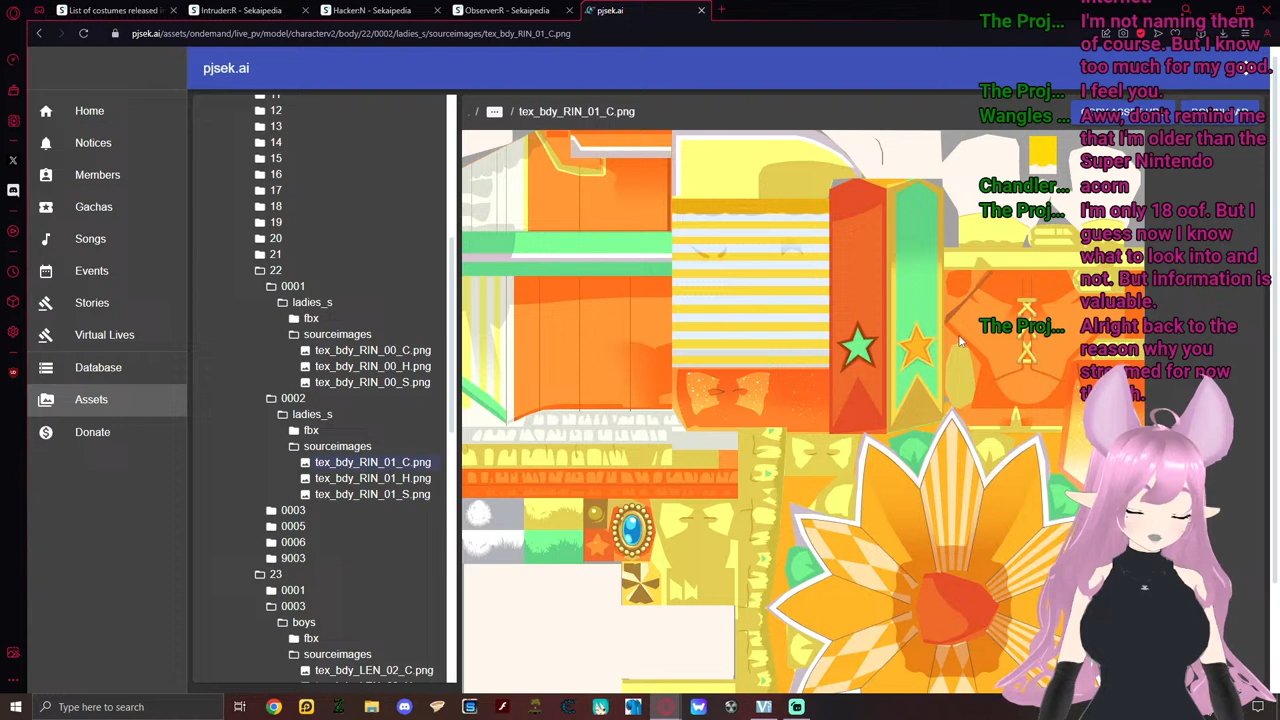 List of costumes released i
Intruder:R - Sekaipedia
Hacker:N - Sekaipedia
Observer:R - Sekaipedia
pjsek.ai
pjsek.ai/assets/ondemand/live_pv/model/characterv2/body/22/0002/ladies_s/sourceimages/tex_bdy_RIN_01_C.png
pjsek.ai
Home
Notices
Members
Gachas
Songs
Events
Stories
Virtual Lives
Database
Assets
Donate
12
13
14
15
16
17
18
19
20
21
22
0001
ladies_s
fbx
sourceimages
tex_bdy_RIN_00_C.png
tex_bdy_RIN_00_H.png
tex_bdy_RIN_00_S.png
0002
ladies_s
fbx
sourceimages
tex_bdy_RIN_01_C.png
tex_bdy_RIN_01_H.png
tex_bdy_RIN_01_S.png
0003
0005
0006
9003
23
0001
0003
boys
fbx
sourceimages
tex_bdy_LEN_02_C.png
. / ... / tex_bdy_RIN_01_C.png
internet.
The Proj... I'm not naming them
of course. But I know
too much for my good.
The Proj... I feel you.
Wangles ... Aww, don't remind me
that I'm older than the
Super Nintendo
Chandler... acorn
The Proj... I'm only 18 oof. But I
guess now I know
what to look into and
not. But information is
valuable.
The Proj... Alright back to the
reason why you
streamed for now
Type here to search